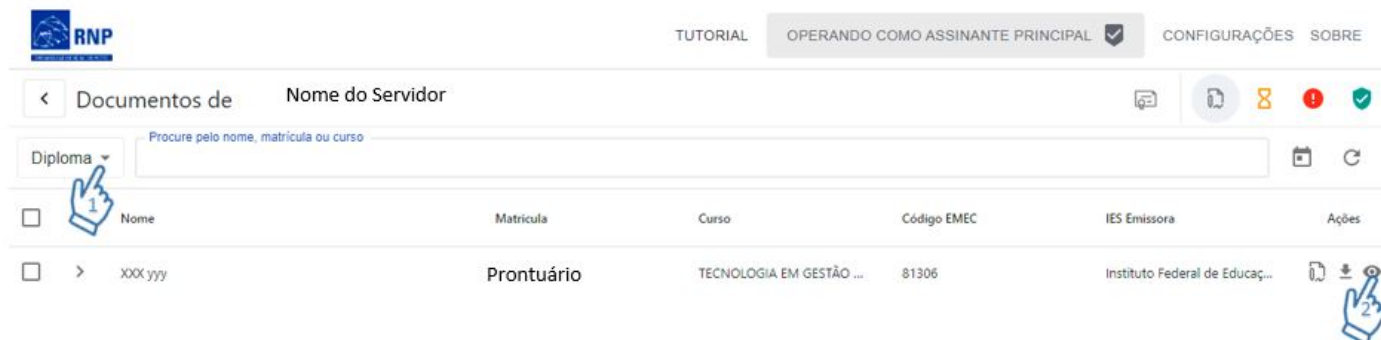 RNP
TUTORIAL OPERANDO COMO ASSINANTE PRINCIPAL CONFIGURAÇÕES SOBRE
Documentos de Nome do Servidor
Procure pelo nome, matrícula ou curso
Diploma
1
Nome Matrícula Curso Código EMEC IES Emissora Ações
XXX yyy Prontuário TECNOLOGIA EM GESTÃO ... 81306 Instituto Federal de Educaç...
2